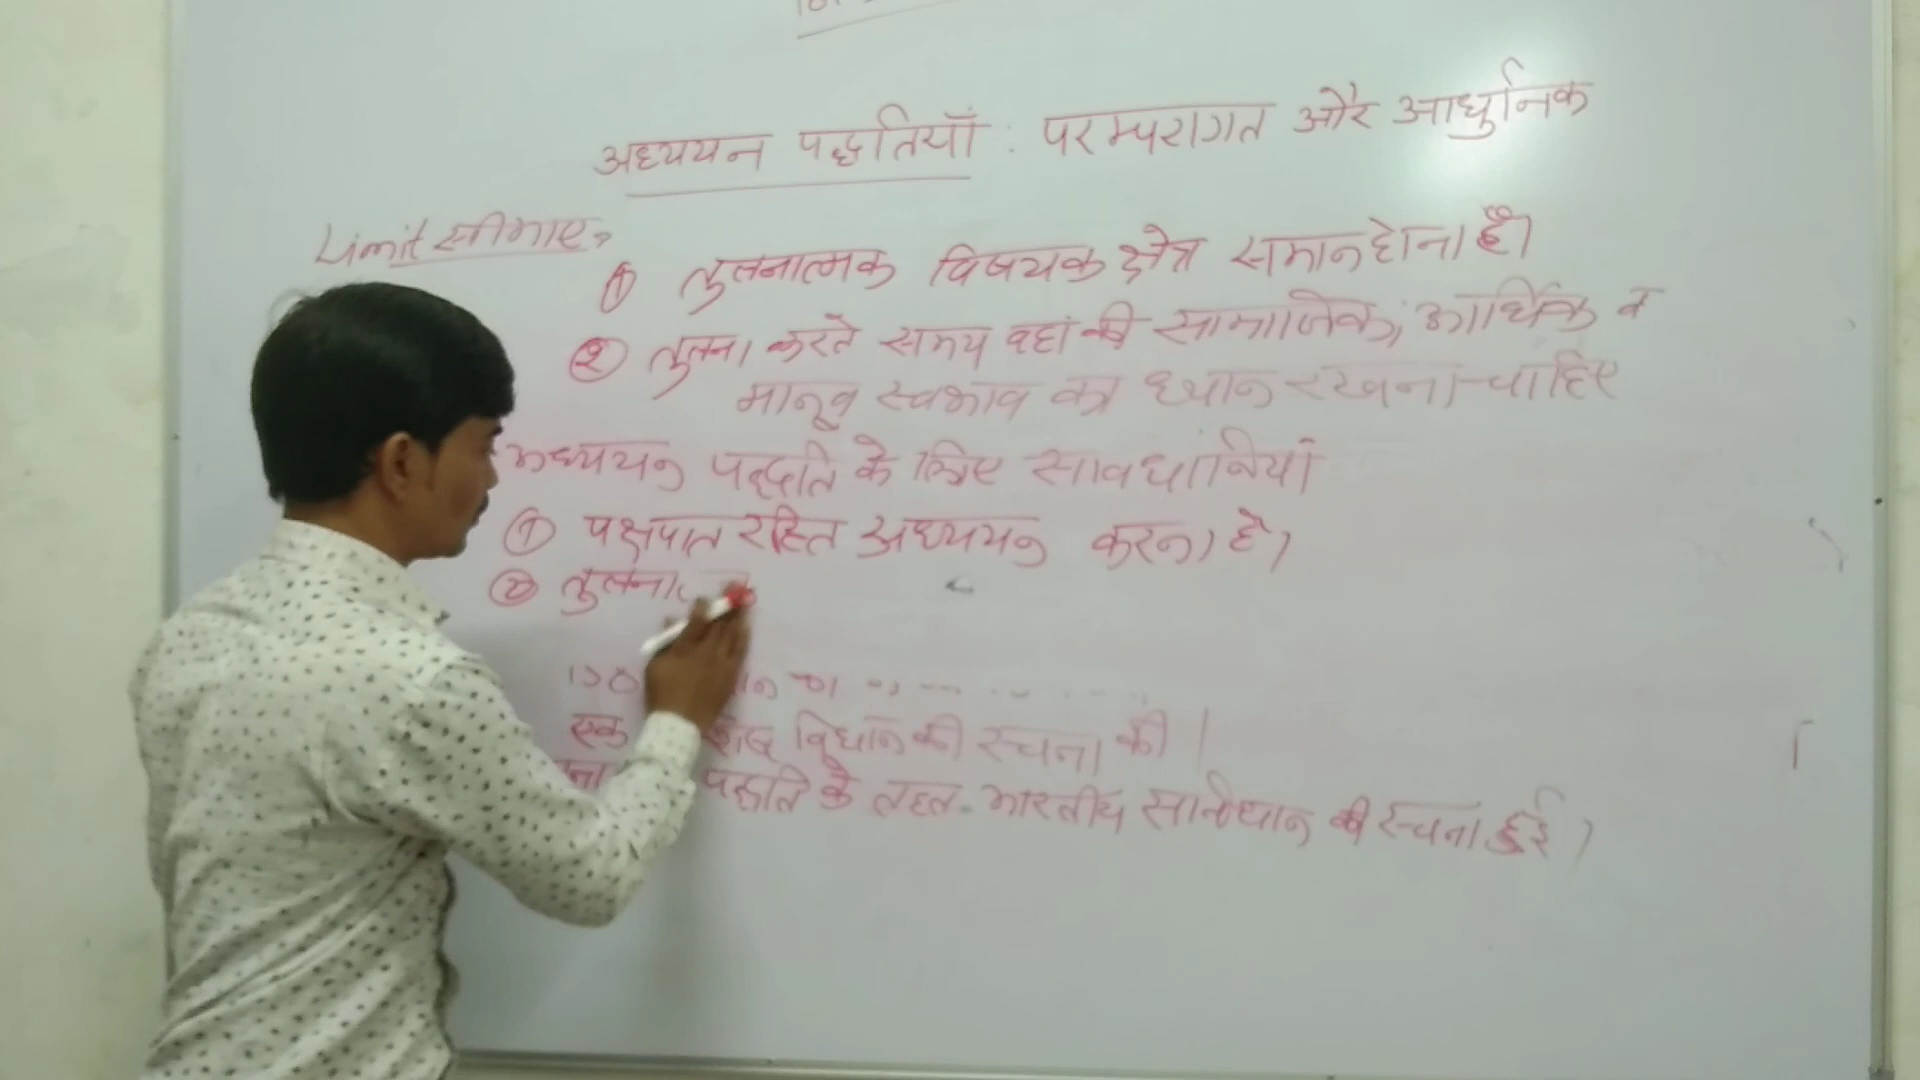 अध्ययन पद्धतियाँ : परम्परागत और आधुनिक
Limit सीमाए
① तुलनात्मक विषयक क्षेत्र समान होना है।
② तुलना करते समय वहां की सामाजिक, आर्थिक व
मानव स्वभाव का ध्यान रखना चाहिए
अध्ययन पद्धति के लिए सावधानियां
① पक्षपात रहित अध्ययन करना है।
② तुलना
एक विधान की रचना की |
पद्धति के तहत भारतीय संविधान की रचना हुई ।